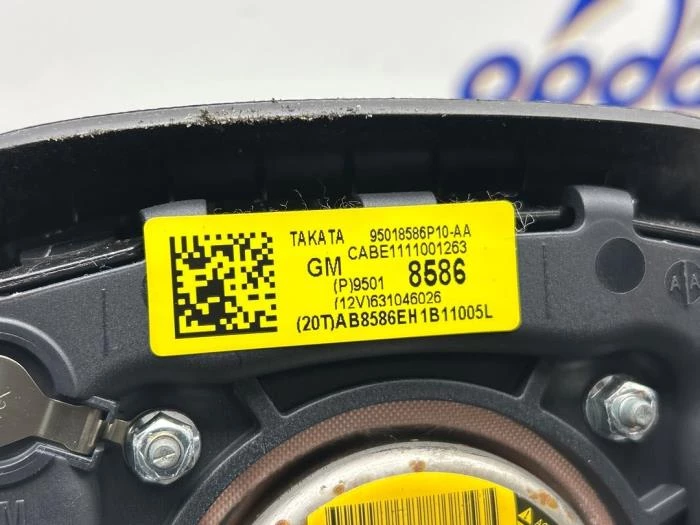 TAKATA 95018586P10-AA
CABE1111001263
GM (P)9501 8586
(12V)631046026
(20T)AB8586EH1B11005L